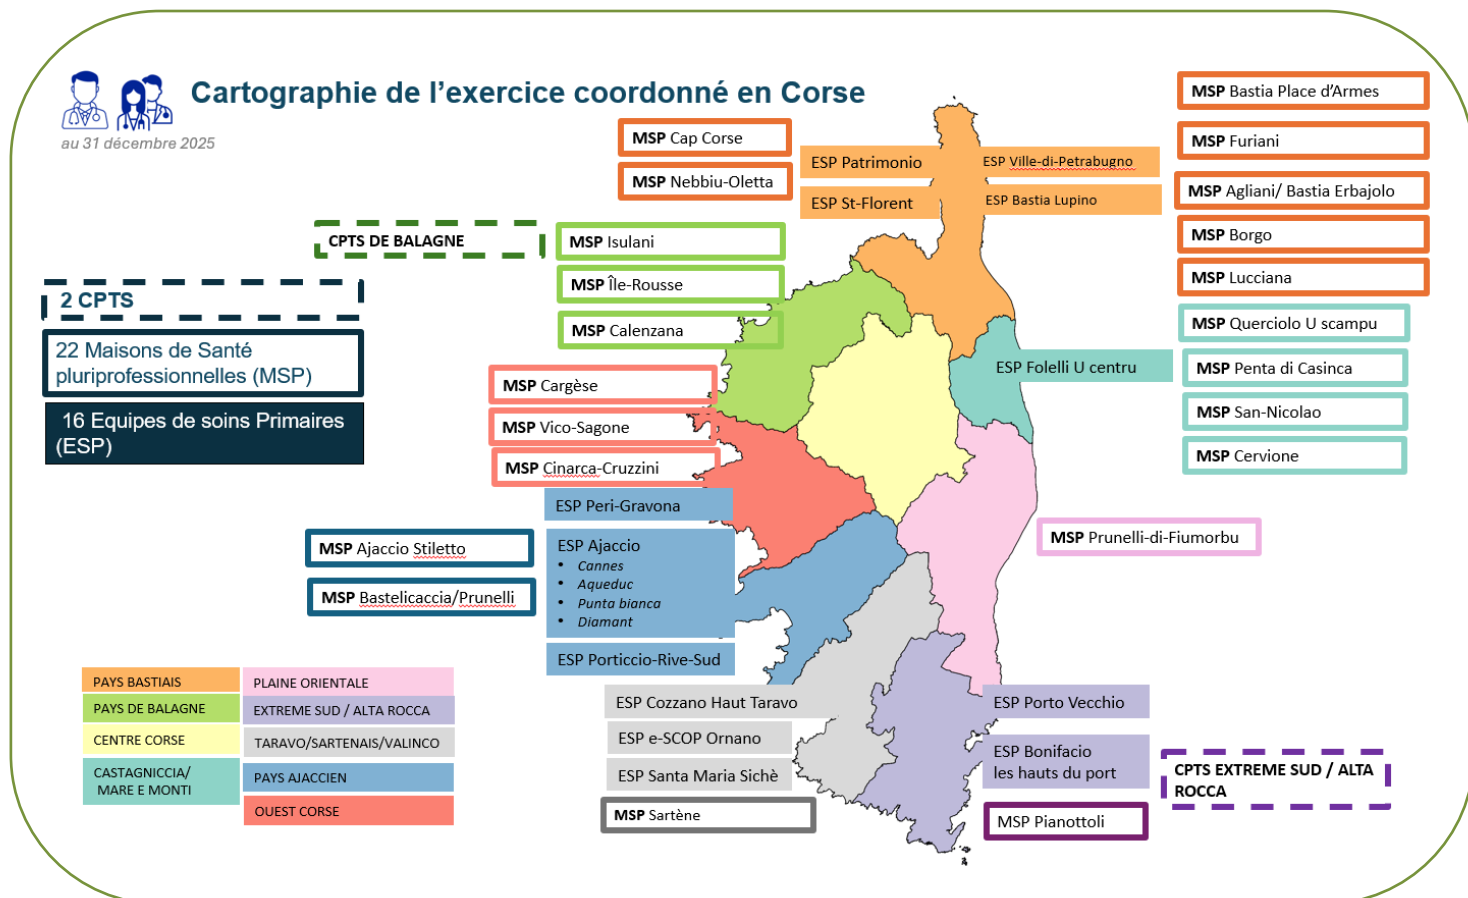 Cartographie de l’exercice coordonné en Corse
au 31 décembre 2025
2 CPTS
22 Maisons de Santé
pluriprofessionnelles (MSP)
16 Equipes de soins Primaires
(ESP)
CPTS DE BALAGNE
MSP Cap Corse
MSP Nebbiu-Oletta
ESP Patrimonio
ESP St-Florent
ESP Ville-di-Petrabugno
ESP Bastia Lupino
MSP Bastia Place d’Armes
MSP Furiani
MSP Agliani/ Bastia Erbajolo
MSP Borgo
MSP Lucciana
MSP Isulani
MSP Île-Rousse
MSP Calenzana
MSP Querciolo U scampu
MSP Penta di Casinca
MSP San-Nicolao
MSP Cervione
ESP Folelli U centru
MSP Cargèse
MSP Vico-Sagone
MSP Cinarca-Cruzzini
ESP Peri-Gravona
ESP Ajaccio
• Cannes
• Aqueduc
• Punta bianca
• Diamant
ESP Porticcio-Rive-Sud
MSP Ajaccio Stiletto
MSP Bastelicaccia/Prunelli
MSP Prunelli-di-Fiumorbu
ESP Cozzano Haut Taravo
ESP e-SCOP Ornano
ESP Santa Maria Sichè
MSP Sartène
ESP Porto Vecchio
ESP Bonifacio
les hauts du port
MSP Pianottoli
CPTS EXTREME SUD / ALTA
ROCCA
PAYS BASTIAIS
PLAINE ORIENTALE
PAYS DE BALAGNE
EXTREME SUD / ALTA ROCCA
CENTRE CORSE
TARAVO/SARTENAIS/VALINCO
CASTAGNICCIA/
MARE E MONTI
PAYS AJACCIEN
OUEST CORSE